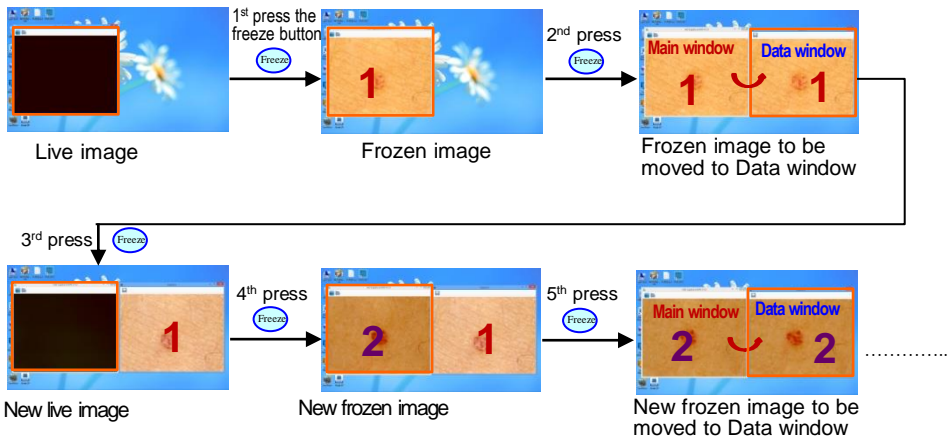 1st press the
freeze button
Freeze
2nd press
Freeze
Main window
Data window
1
1
1
Live image
Frozen image
Frozen image to be
moved to Data window
3rd press
Freeze
4th press
Freeze
5th press
Freeze
Main window
Data window
1
2
1
2
2
..............
New live image
New frozen image
New frozen image to be
moved to Data window